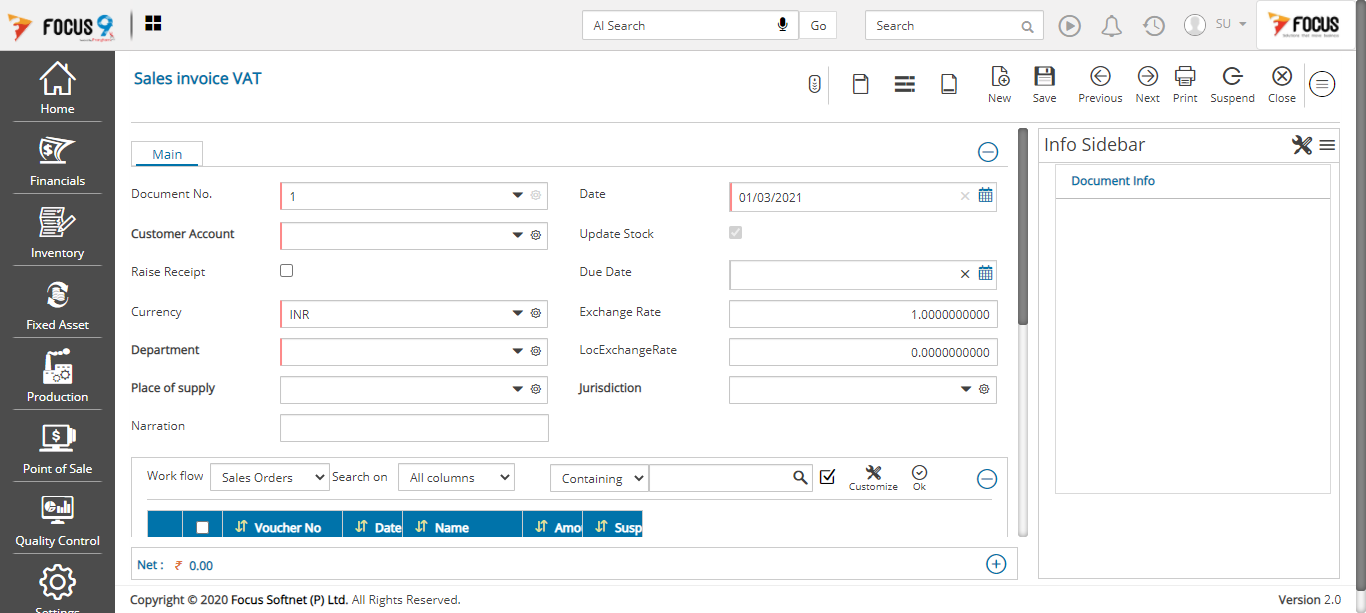 FOCUS 9
AI Search Go Search SU FOCUS
Home
Financials
Inventory
Fixed Asset
Production
Point of Sale
Quality Control
Settings
Sales invoice VAT
New Save Previous Next Print Suspend Close
Main
Document No. 1 Date 01/03/2021
Customer Account Update Stock
Raise Receipt Due Date
Currency INR Exchange Rate 1.0000000000
Department LocExchangeRate 0.0000000000
Place of supply Jurisdiction
Narration
Work flow Sales Orders Search on All columns Containing Customize Ok
Voucher No Date Name Amo Susp
Net : ₹ 0.00
Info Sidebar
Document Info
Copyright © 2020 Focus Softnet (P) Ltd. All Rights Reserved. Version 2.0